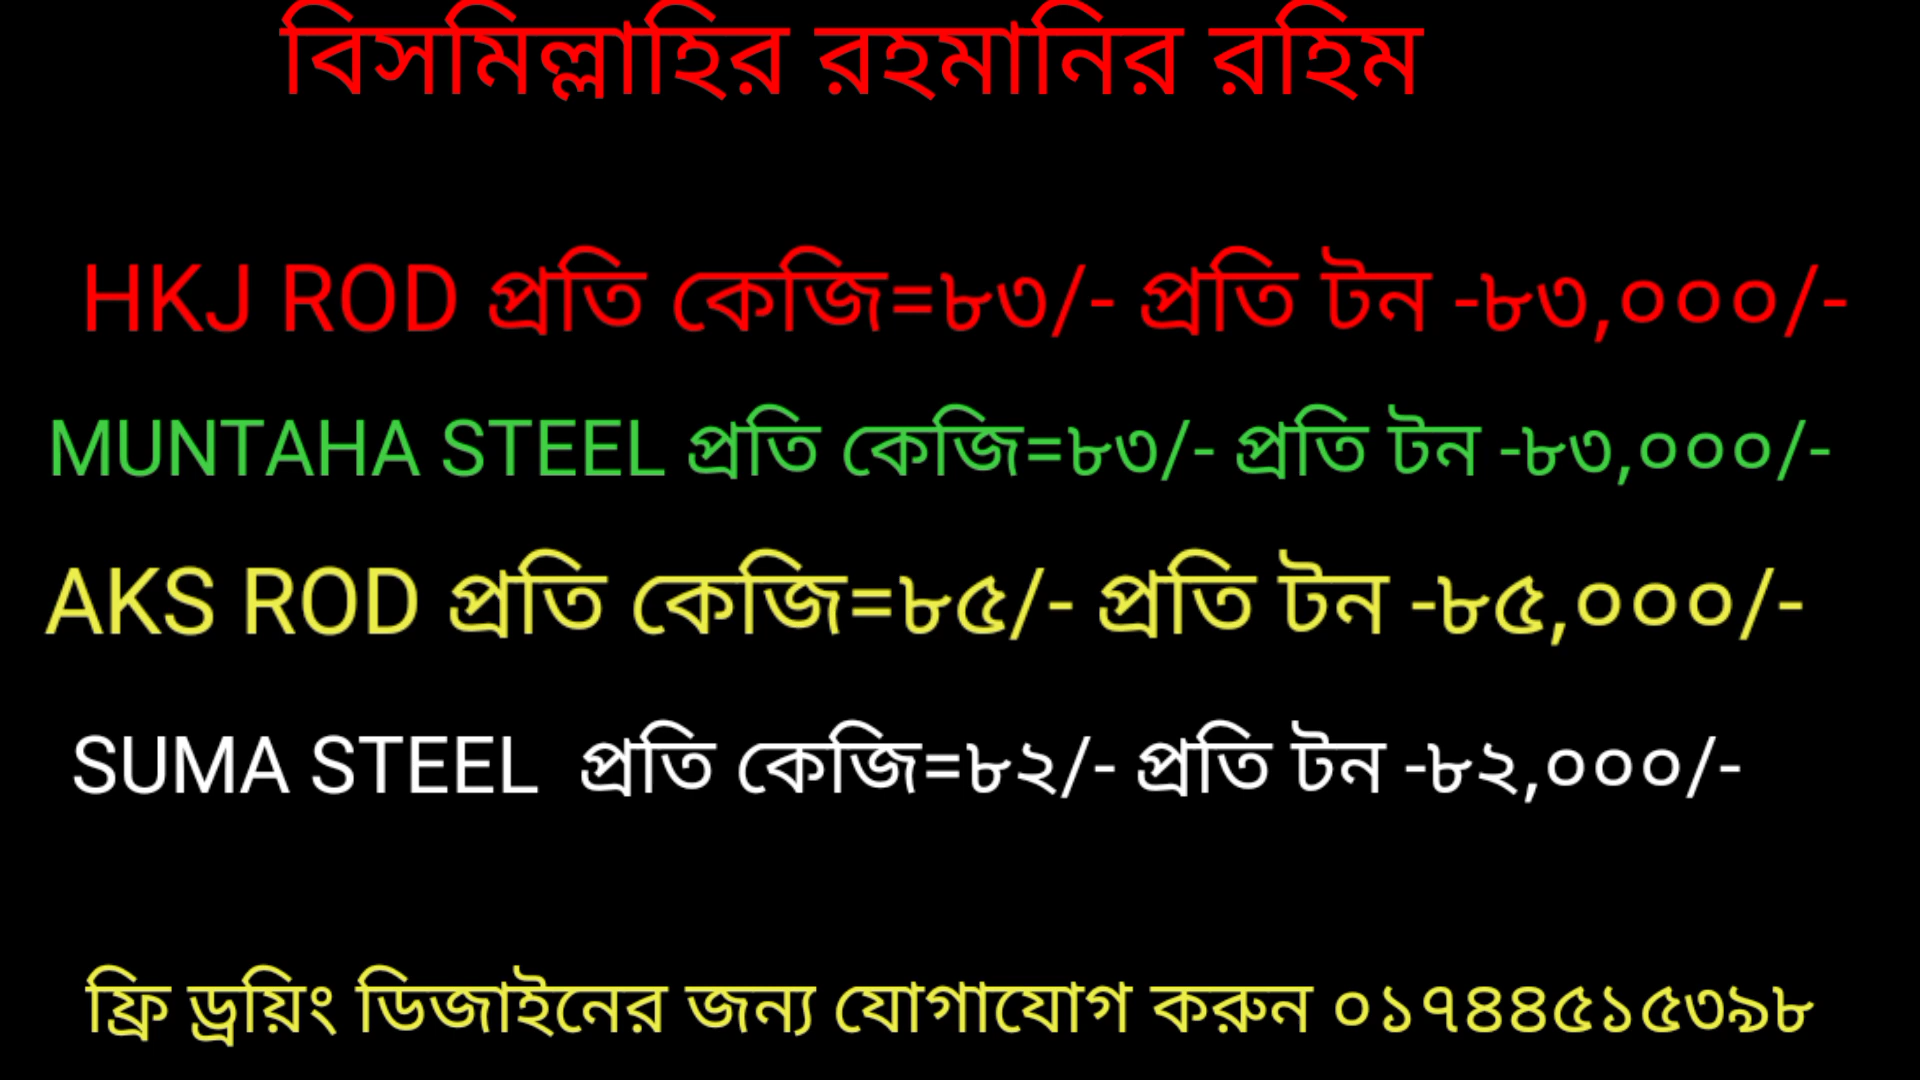 বিসমিল্লাহির রহমানির রহিম
HKJ ROD প্রতি কেজি=৮৩/- প্রতি টন -৮৩,০০০/-
MUNTAHA STEEL প্রতি কেজি=৮৩/- প্রতি টন -৮৩,০০০/-
AKS ROD প্রতি কেজি=৮৫/- প্রতি টন -৮৫,০০০/-
SUMA STEEL প্রতি কেজি=৮২/- প্রতি টন -৮২,০০০/-
ফ্রি ড্রয়িং ডিজাইনের জন্য যোগাযোগ করুন ০১৭৪৪৫১৫৩৯৮